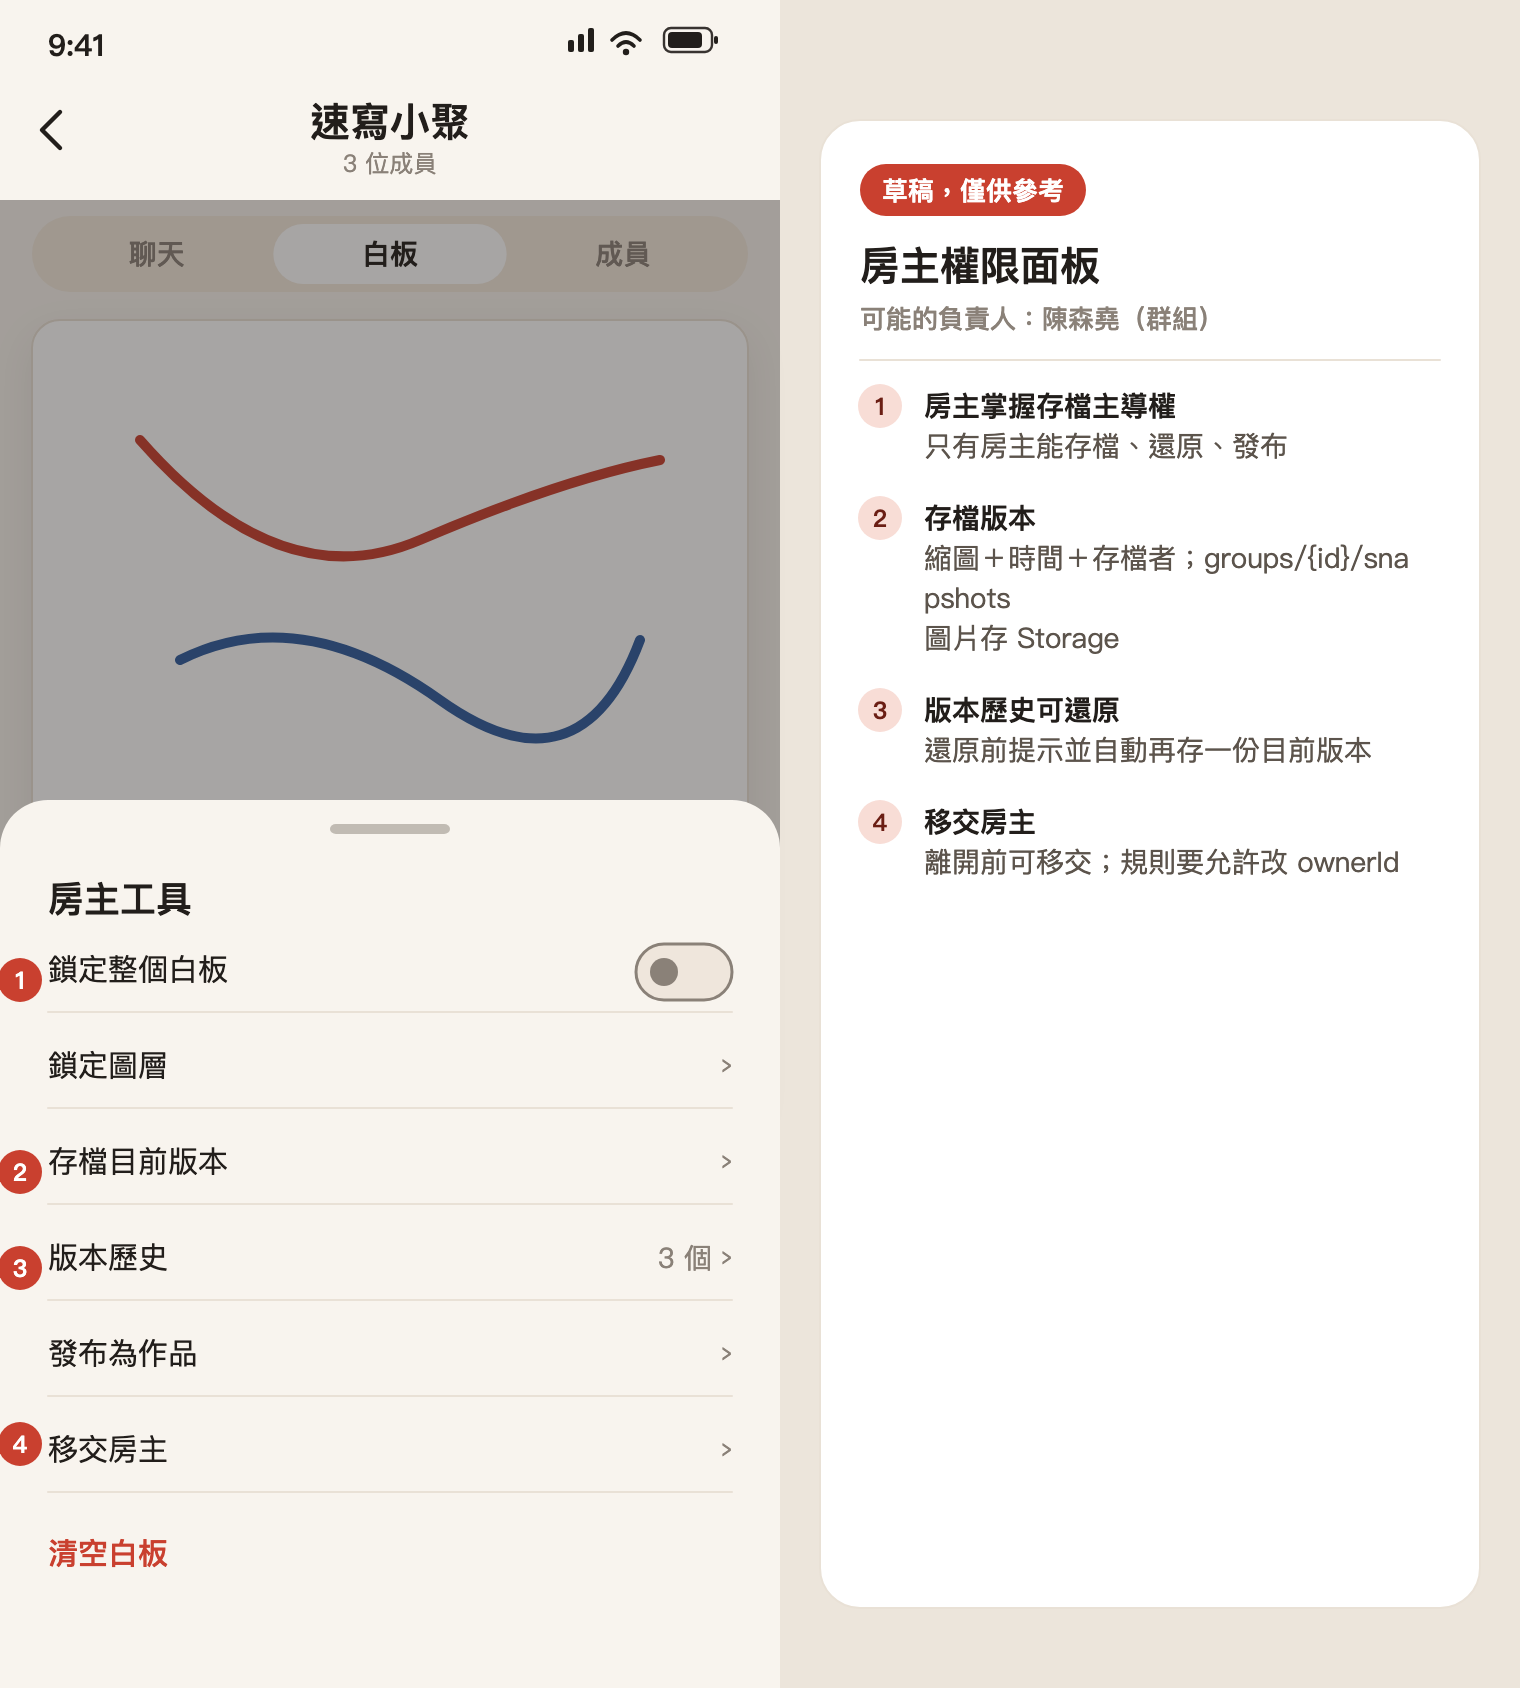 9:41
速寫小聚
3 位成員
聊天
白板
成員
房主工具
1 鎖定整個白板
鎖定圖層 >
2 存檔目前版本 >
3 版本歷史 3 個 >
發布為作品 >
4 移交房主 >
清空白板
草稿，僅供參考
房主權限面板
可能的負責人：陳森堯（群組）
1 房主掌握存檔主導權
只有房主能存檔、還原、發布
2 存檔版本
縮圖＋時間＋存檔者；groups/{id}/sna
pshots
圖片存 Storage
3 版本歷史可還原
還原前提示並自動再存一份目前版本
4 移交房主
離開前可移交；規則要允許改 ownerId